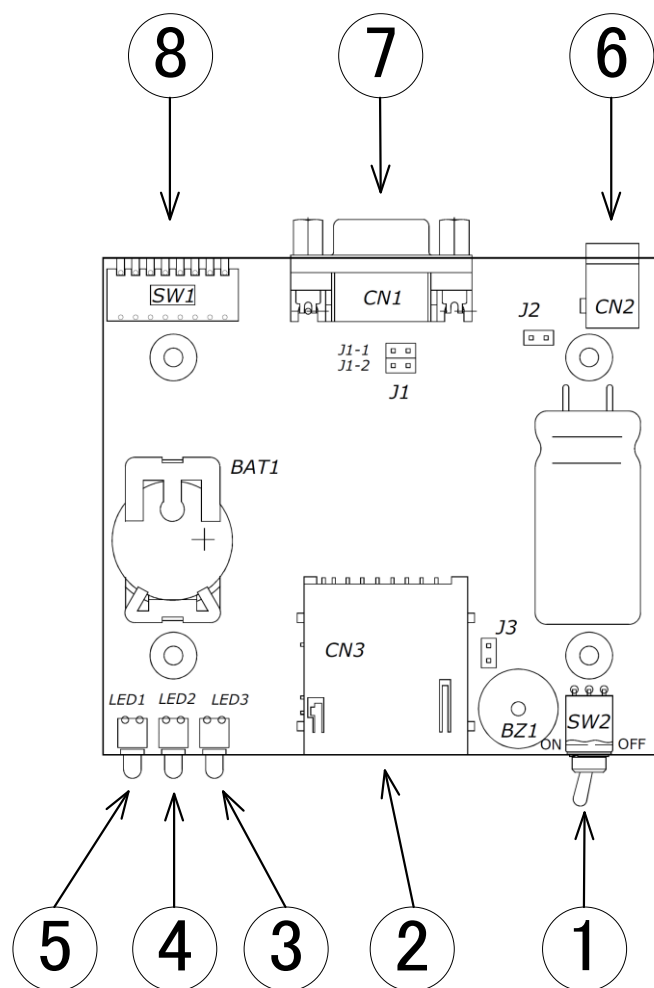 8 7 6
SW1
CN1
CN2
J2
J1-1
J1-2
J1
BAT1
CN3
J3
LED1 LED2 LED3
BZ1
SW2
ON OFF
5 4 3 2 1